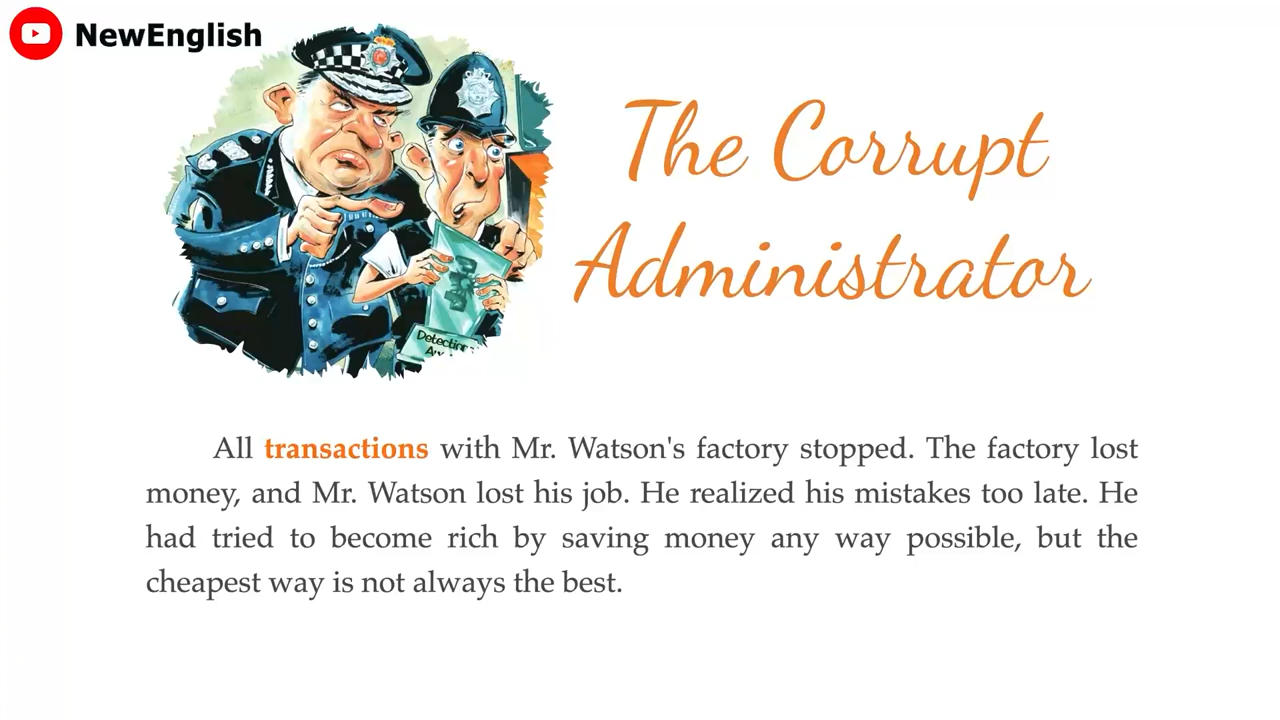 NewEnglish
The Corrupt
Administrator
Detection
All transactions with Mr. Watson's factory stopped. The factory lost
money, and Mr. Watson lost his job. He realized his mistakes too late. He
had tried to become rich by saving money any way possible, but the
cheapest way is not always the best.